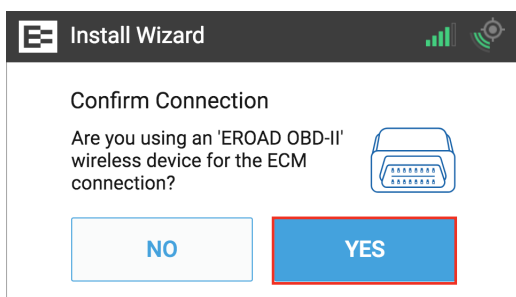 Install Wizard
Confirm Connection
Are you using an 'EROAD OBD-II'
wireless device for the ECM
connection?
NO
YES